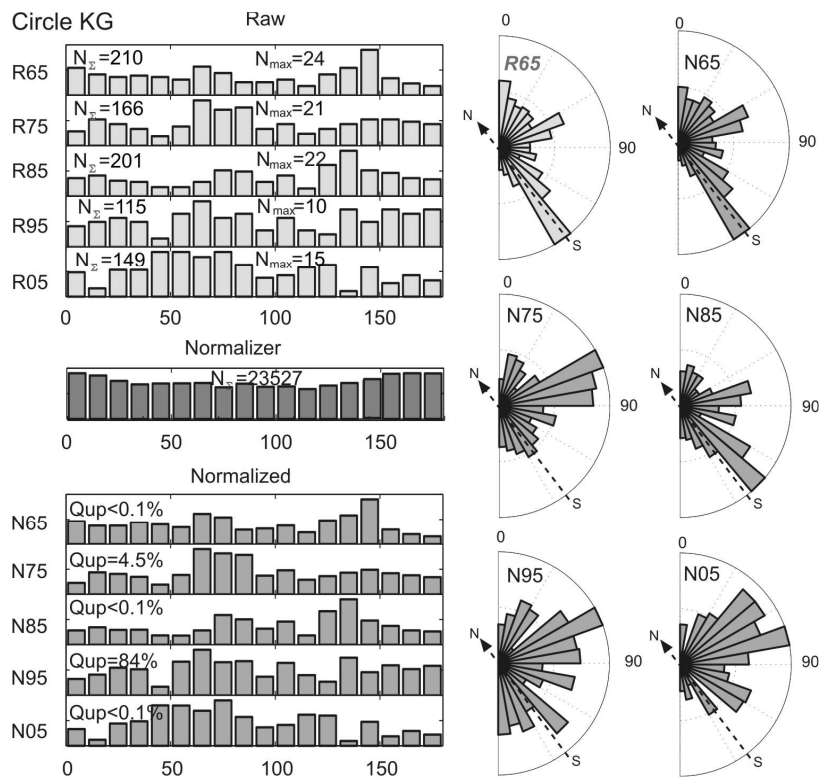 Circle KG
Raw
R65
N_Σ=210
N_max=24
R75
N_Σ=166
N_max=21
R85
N_Σ=201
N_max=22
R95
N_Σ=115
N_max=10
R05
N_Σ=149
N_max=15
0 50 100 150
Normalizer
N_Σ=23527
0 50 100 150
Normalized
N65
Qup<0.1%
N75
Qup=4.5%
N85
Qup<0.1%
N95
Qup=84%
N05
Qup<0.1%
0 50 100 150
0
R65
N
90
S
0
N65
N
90
S
0
N75
N
90
S
0
N85
N
90
S
0
N95
N
90
S
0
N05
N
90
S